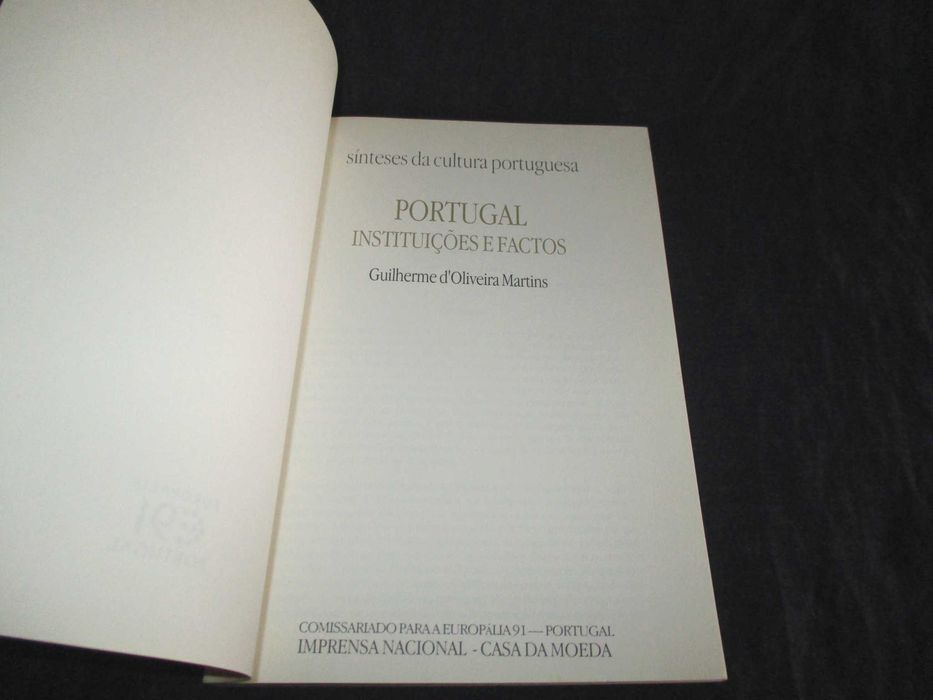 sínteses da cultura portuguesa
PORTUGAL
INSTITUIÇÕES E FACTOS
Guilherme d'Oliveira Martins
COMISSARIADO PARA A EUROPÁLIA 91 — PORTUGAL
IMPRENSA NACIONAL - CASA DA MOEDA